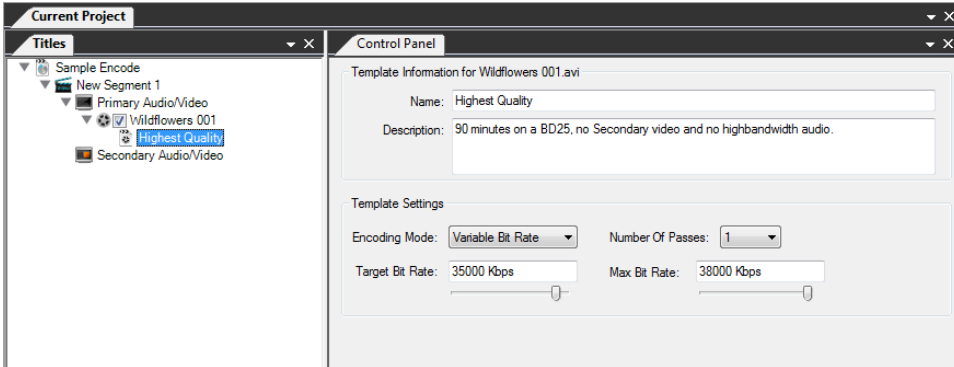 Current Project
Titles
Sample Encode
New Segment 1
Primary Audio/Video
Wildflowers 001
Highest Quality
Secondary Audio/Video
Control Panel
Template Information for Wildflowers 001.avi
Name: Highest Quality
Description: 90 minutes on a BD25, no Secondary video and no highbandwidth audio.
Template Settings
Encoding Mode: Variable Bit Rate Number Of Passes: 1
Target Bit Rate: 35000 Kbps Max Bit Rate: 38000 Kbps